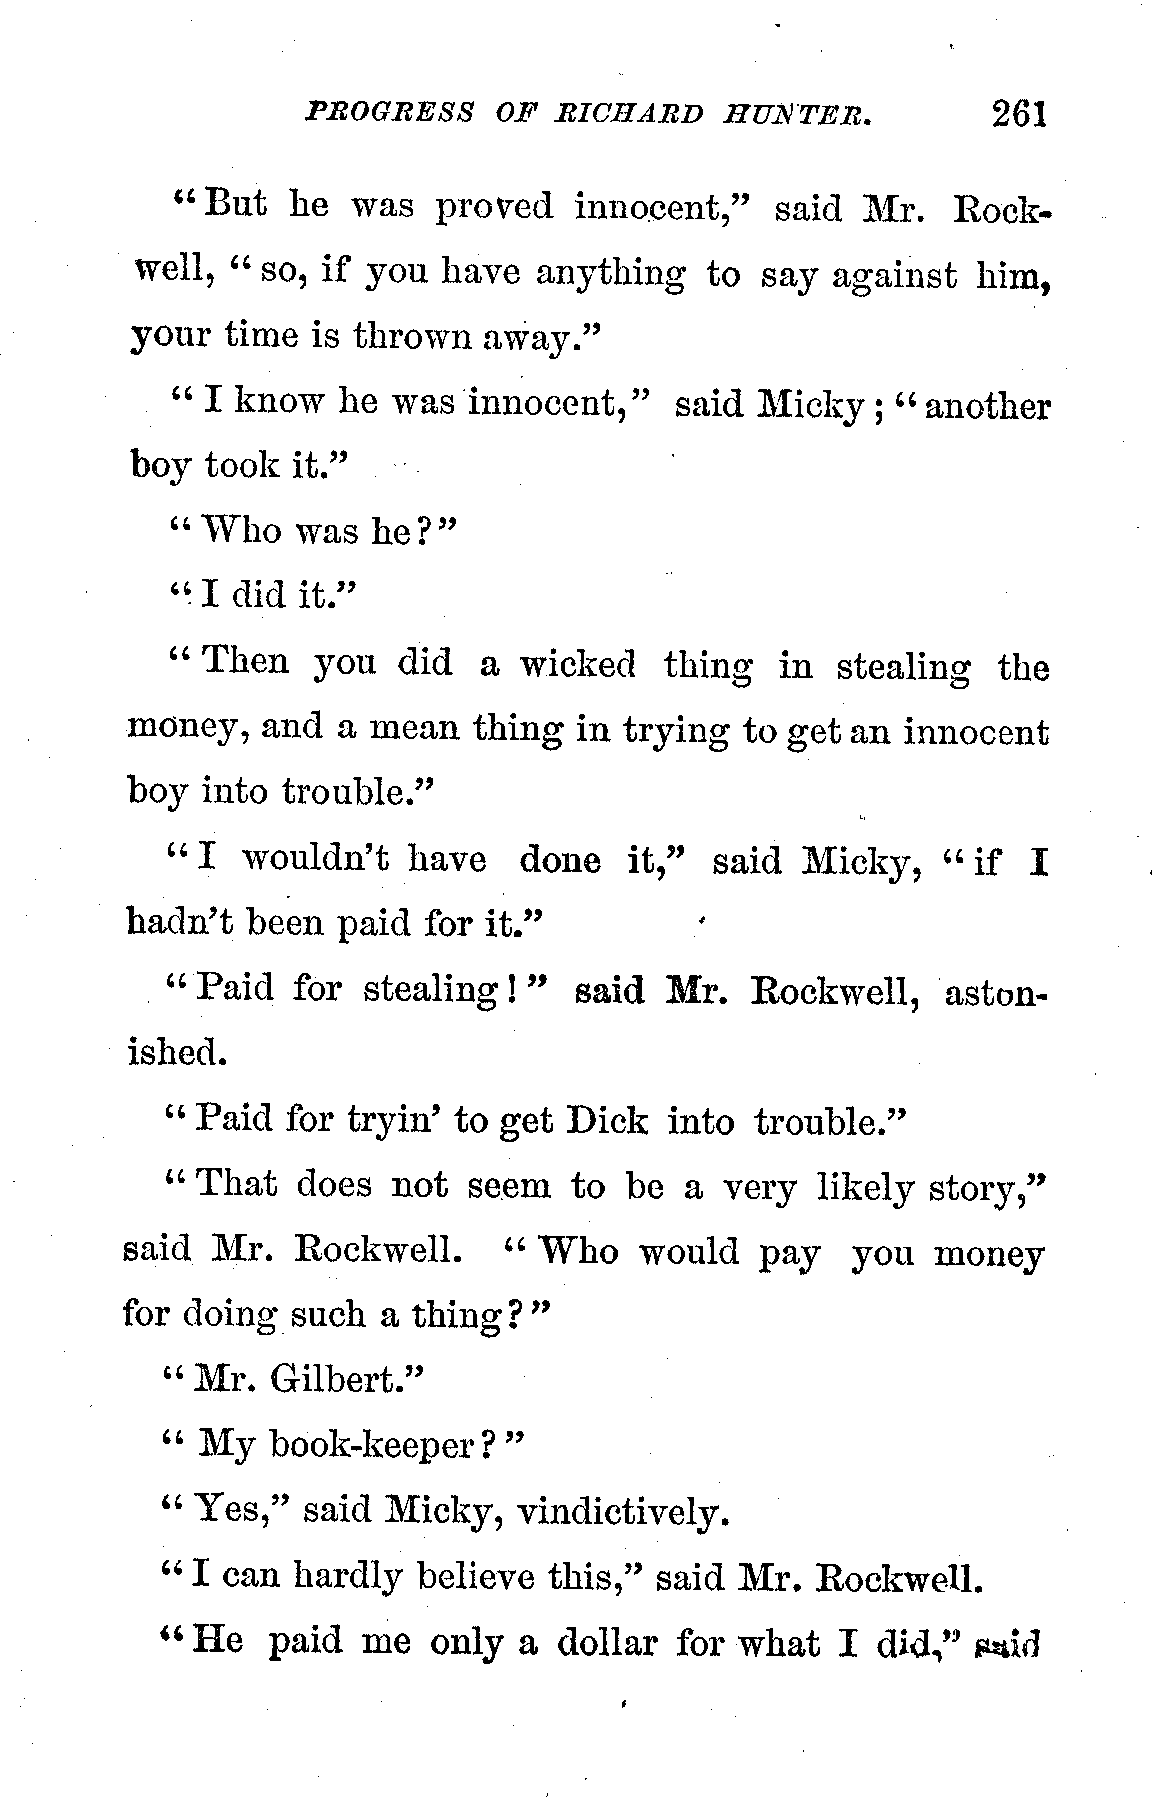 PROGRESS OF RICHARD HUNTER. 261
“But he was proved innocent,” said Mr. Rock-
well, “so, if you have anything to say against him,
your time is thrown away.”
“I know he was innocent,” said Micky; “another
boy took it.”
“Who was he?”
“I did it.”
“Then you did a wicked thing in stealing the
money, and a mean thing in trying to get an innocent
boy into trouble.”
“I wouldn’t have done it,” said Micky, “if I
hadn’t been paid for it.”
“Paid for stealing!” said Mr. Rockwell, aston-
ished.
“Paid for tryin’ to get Dick into trouble.”
“That does not seem to be a very likely story,”
said Mr. Rockwell. “Who would pay you money
for doing such a thing?”
“Mr. Gilbert.”
“My book-keeper?”
“Yes,” said Micky, vindictively.
“I can hardly believe this,” said Mr. Rockwell.
“He paid me only a dollar for what I did,” said